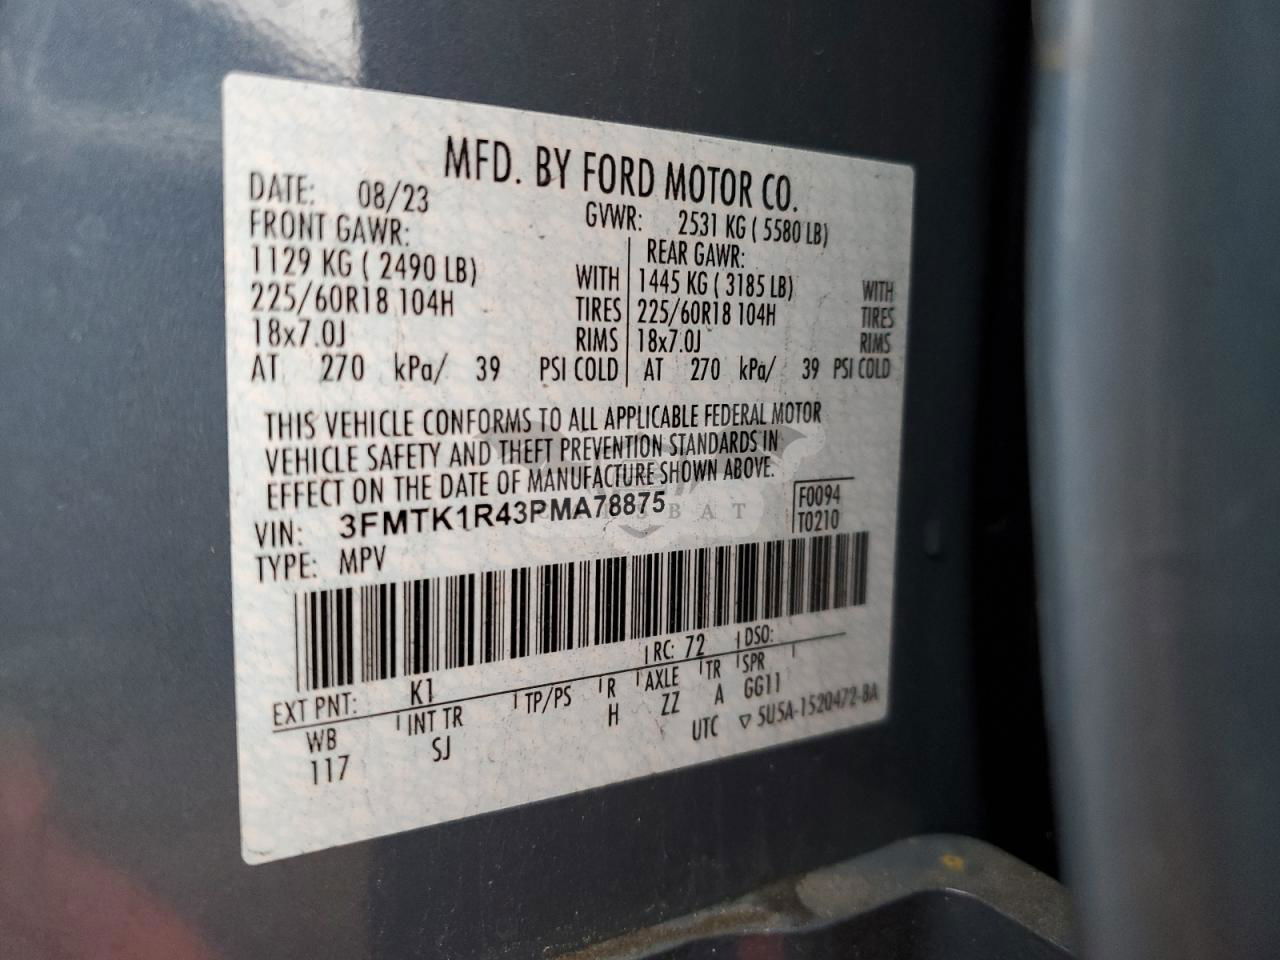 MFD. BY FORD MOTOR CO.
DATE: 08/23 GVWR: 2531 KG ( 5580 LB)
FRONT GAWR: REAR GAWR:
1129 KG ( 2490 LB) WITH 1445 KG ( 3185 LB) WITH
225/60R18 104H TIRES 225/60R18 104H TIRES
18x7.0J RIMS 18x7.0J RIMS
AT 270 kPa/ 39 PSI COLD AT 270 kPa/ 39 PSI COLD
THIS VEHICLE CONFORMS TO ALL APPLICABLE FEDERAL MOTOR
VEHICLE SAFETY AND THEFT PREVENTION STANDARDS IN
EFFECT ON THE DATE OF MANUFACTURE SHOWN ABOVE.
VIN: 3FMTK1R43PMA78875 F0094
TYPE: MPV T0210
EXT PNT: K1 RC: 72 DSO:
WB INT TR TP/PS R AXLE TR SPR
117 SJ H ZZ A GG11
UTC ▽ 5U5A-1520472-BA